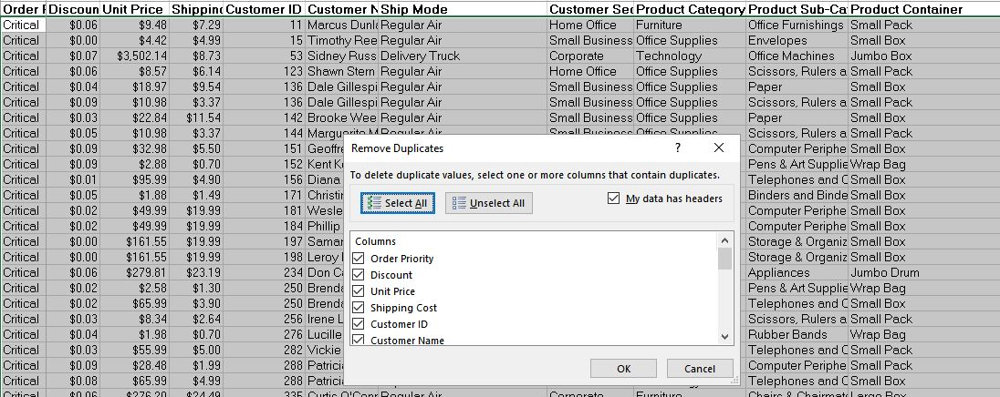 Order Discoun Unit Price Shipping Customer ID Customer N Ship Mode Customer Se Product Category Product Sub-Ca Product Container
Critical $0.06 $9.48 $7.29 11 Marcus Dunl Regular Air Home Office Furniture Office Furnishings Small Pack
Critical $0.00 $4.42 $4.99 15 Timothy Ree Regular Air Small Business Office Supplies Envelopes Small Box
Critical $0.07 $3,502.14 $8.73 53 Sidney Russ Delivery Truck Corporate Technology Office Machines Jumbo Box
Critical $0.06 $8.57 $6.14 123 Shawn Stern Regular Air Home Office Office Supplies Scissors, Rulers a Small Pack
Critical $0.04 $18.97 $9.54 136 Dale Gillespi Regular Air Small Business Office Supplies Paper Small Box
Critical $0.09 $10.98 $3.37 136 Dale Gillespi Regular Air Small Business Office Supplies Scissors, Rulers a Small Pack
Critical $0.03 $22.84 $11.54 142 Brooke Wee Regular Air Small Business Office Supplies Paper Small Box
Critical $0.05 $10.98 $3.37 144 Marguerite M Regular Air Small Business Office Supplies Scissors, Rulers a Small Pack
Critical $0.09 $32.98 $5.50 151 Geoffre Computer Periphe Small Box
Critical $0.09 $2.88 $0.70 152 Kent K Pens & Art Supplie Wrap Bag
Critical $0.01 $95.99 $4.90 156 Diana Telephones and C Small Box
Critical $0.05 $1.88 $1.49 171 Christin Binders and Binde Small Box
Critical $0.02 $49.99 $19.99 181 Wesle Computer Periphe Small Box
Critical $0.02 $49.99 $19.99 184 Phillip Computer Periphe Small Box
Critical $0.00 $161.55 $19.99 197 Samar Storage & Organiz Small Box
Critical $0.00 $161.55 $19.99 198 Leroy Storage & Organiz Small Box
Critical $0.06 $279.81 $23.19 234 Don Ca Appliances Jumbo Drum
Critical $0.02 $2.58 $1.30 250 Brenda Pens & Art Supplie Wrap Bag
Critical $0.02 $65.99 $3.90 250 Brenda Telephones and C Small Box
Critical $0.03 $8.34 $2.64 256 Irene L Scissors, Rulers a Small Pack
Critical $0.04 $1.98 $0.70 276 Lucille Rubber Bands Wrap Bag
Critical $0.03 $55.99 $5.00 282 Vickie Telephones and C Small Pack
Critical $0.09 $28.48 $1.99 288 Patrici Computer Periphe Small Pack
Critical $0.08 $65.99 $4.99 288 Patrici Telephones and C Small Box
Critical $0.06 $276.20 $24.49 335 Curtis O'Con Regular Air Corporate Furniture Chairs & Chairmat Large Box
Remove Duplicates ? ×
To delete duplicate values, select one or more columns that contain duplicates.
Select All Unselect All My data has headers
Columns
Order Priority
Discount
Unit Price
Shipping Cost
Customer ID
Customer Name
OK Cancel